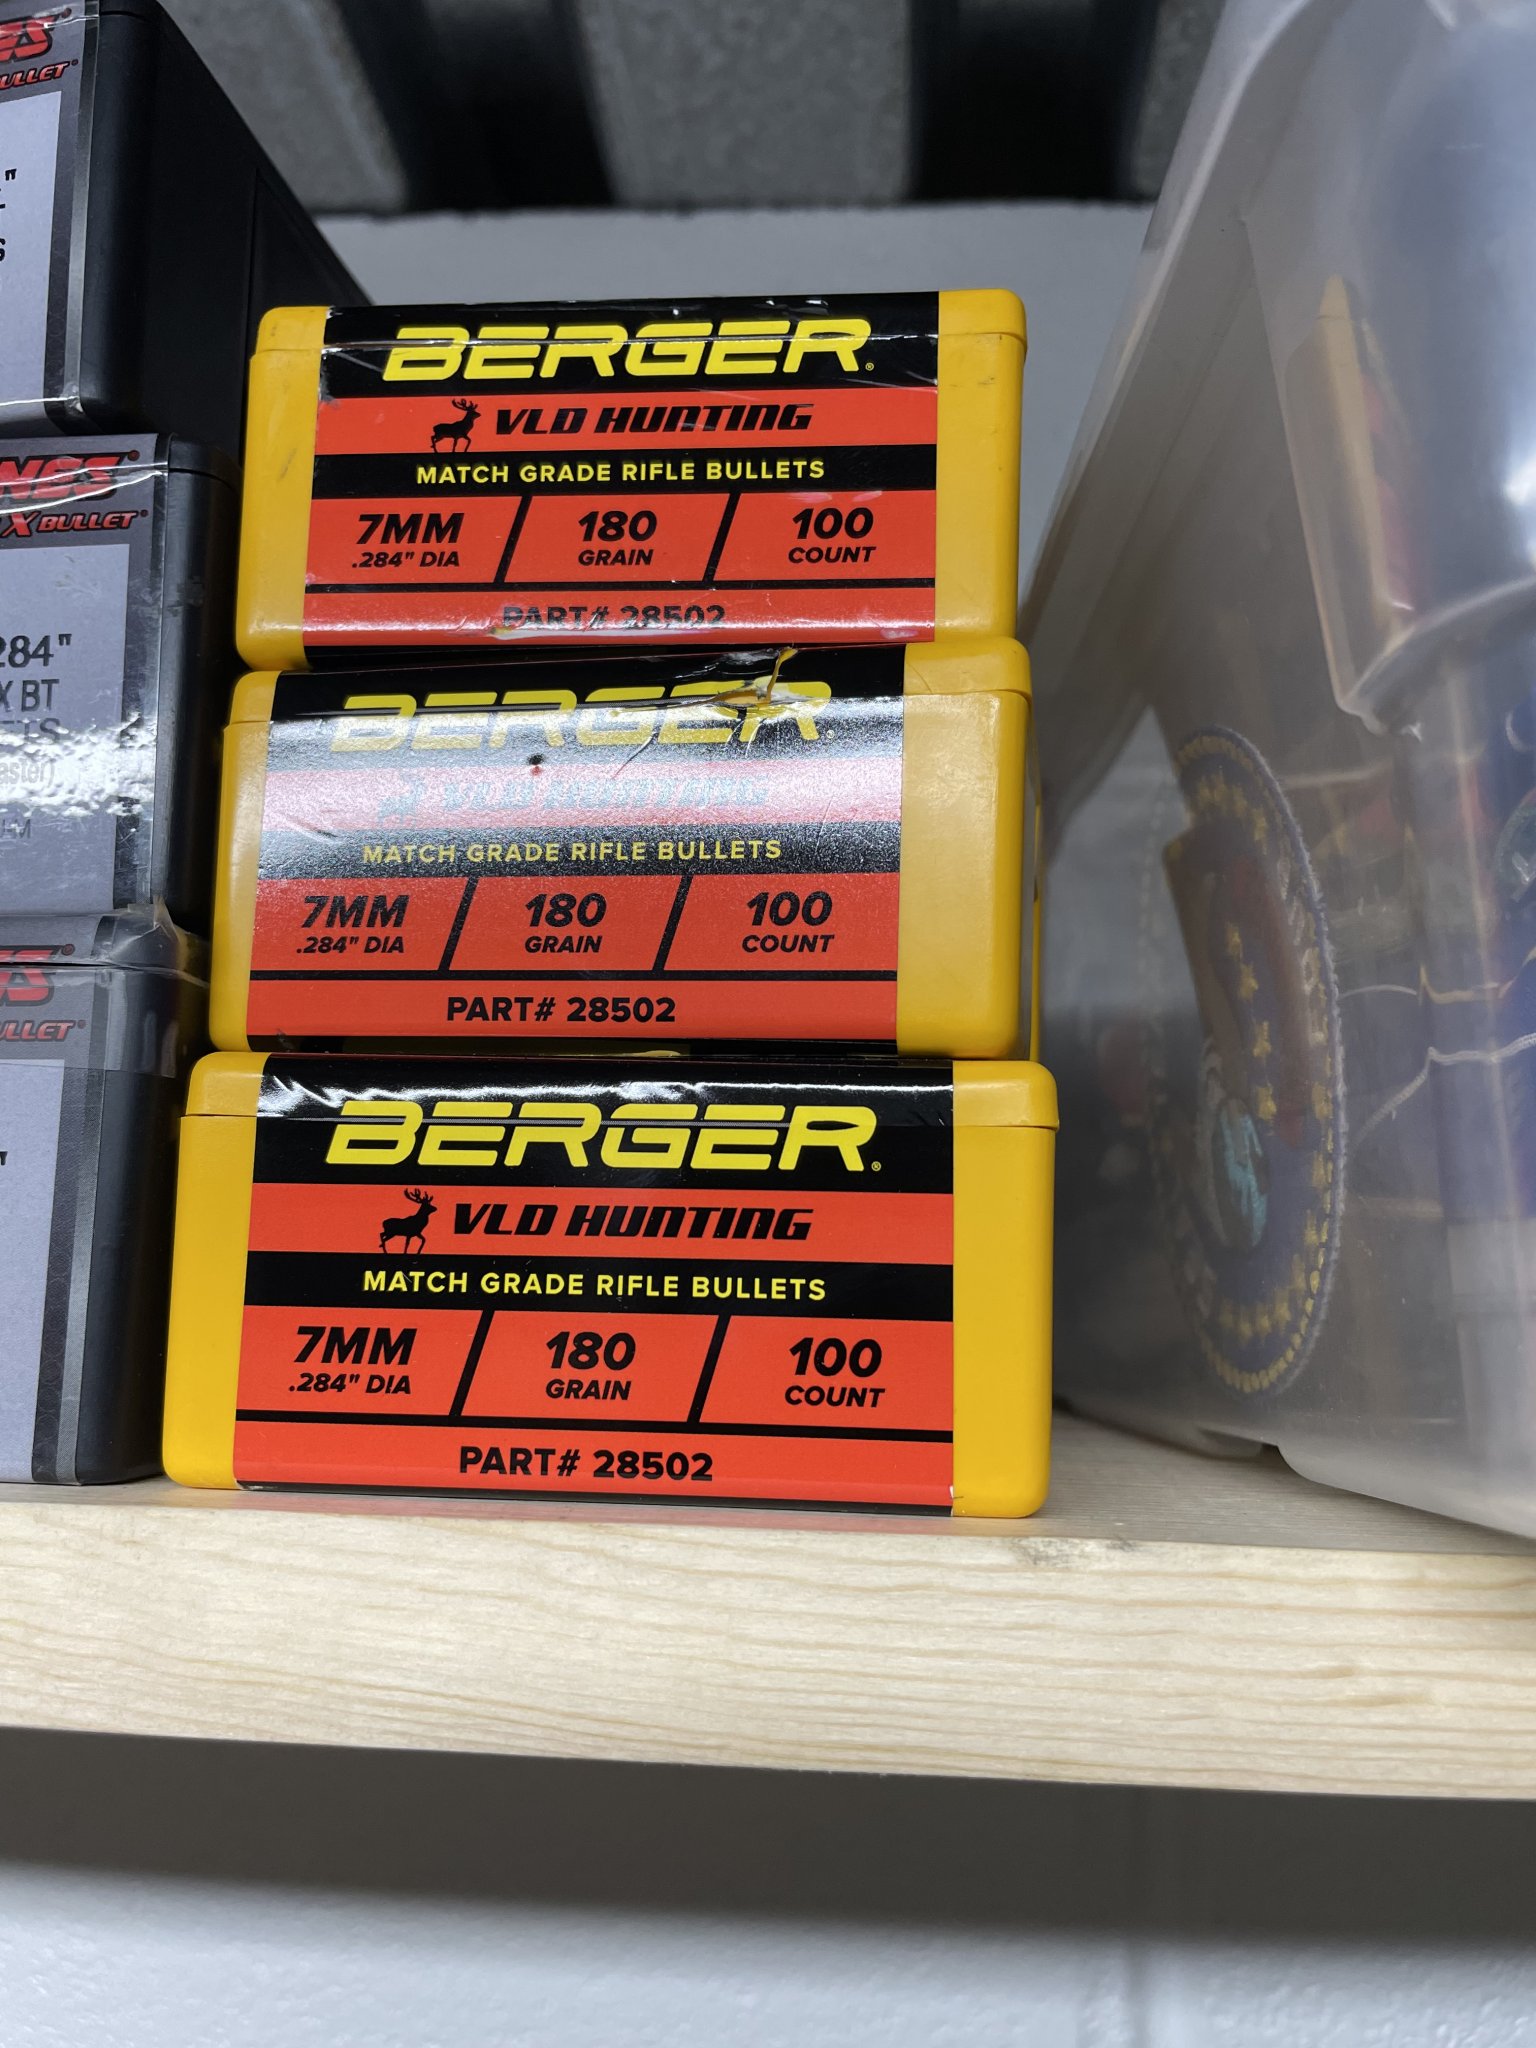 BERGER®
VLD HUNTING
MATCH GRADE RIFLE BULLETS
7MM
.284" DIA
180
GRAIN
100
COUNT
PART# 28502
BERGER®
MATCH GRADE RIFLE BULLETS
7MM
.284" DIA
180
GRAIN
100
COUNT
PART# 28502
BERGER®
VLD HUNTING
MATCH GRADE RIFLE BULLETS
7MM
.284" DIA
180
GRAIN
100
COUNT
PART# 28502
X BULLET®
284"
X BT